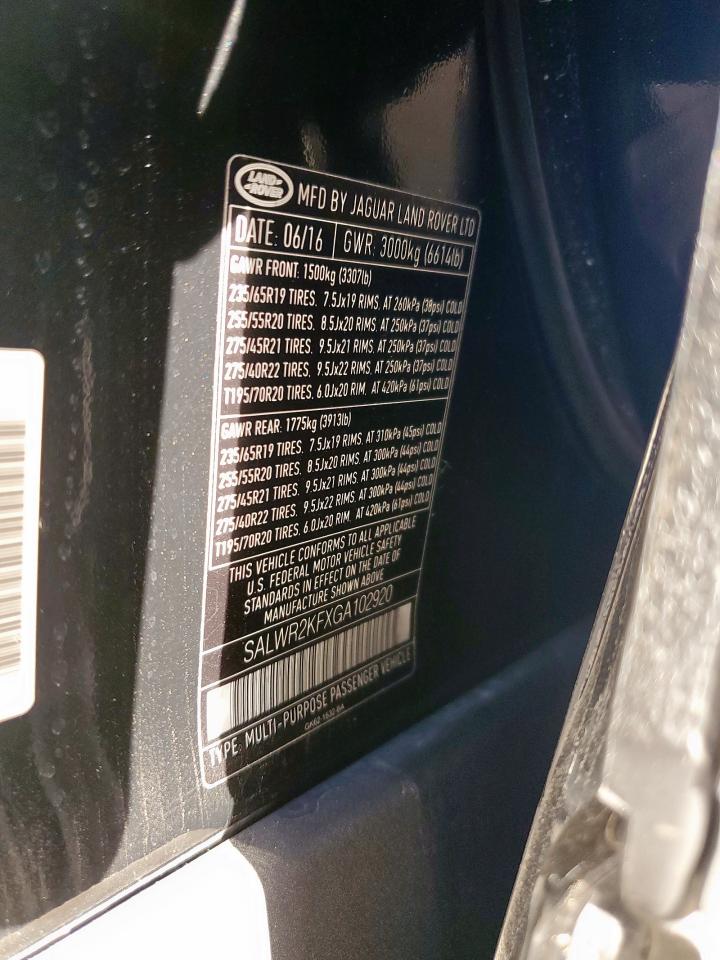 LAND ROVER
MFD BY JAGUAR LAND ROVER LTD
DATE: 06/16 GWR: 3000kg (6614lb)
GAWR FRONT: 1500kg (3307lb)
235/65R19 TIRES. 7.5Jx19 RIMS. AT 260kPa (38psi) COLD
255/55R20 TIRES. 8.5Jx20 RIMS. AT 250kPa (37psi) COLD
275/45R21 TIRES. 9.5Jx21 RIMS. AT 250kPa (37psi) COLD
275/40R22 TIRES. 9.5Jx22 RIMS. AT 250kPa (37psi) COLD
T195/70R20 TIRES. 6.0Jx20 RIM. AT 420kPa (61psi) COLD
GAWR REAR: 1775kg (3913lb)
235/65R19 TIRES. 7.5Jx19 RIMS. AT 310kPa (45psi) COLD
255/55R20 TIRES. 8.5Jx20 RIMS. AT 300kPa (44psi) COLD
275/45R21 TIRES. 9.5Jx21 RIMS. AT 300kPa (44psi) COLD
275/40R22 TIRES. 9.5Jx22 RIMS. AT 300kPa (44psi) COLD
T195/70R20 TIRES. 6.0Jx20 RIM. AT 420kPa (61psi) COLD
THIS VEHICLE CONFORMS TO ALL APPLICABLE
U.S. FEDERAL MOTOR VEHICLE SAFETY
STANDARDS IN EFFECT ON THE DATE OF
MANUFACTURE SHOWN ABOVE
SALWR2KFXGA102920
TYPE: MULTI-PURPOSE PASSENGER VEHICLE
GK62-1532-BA